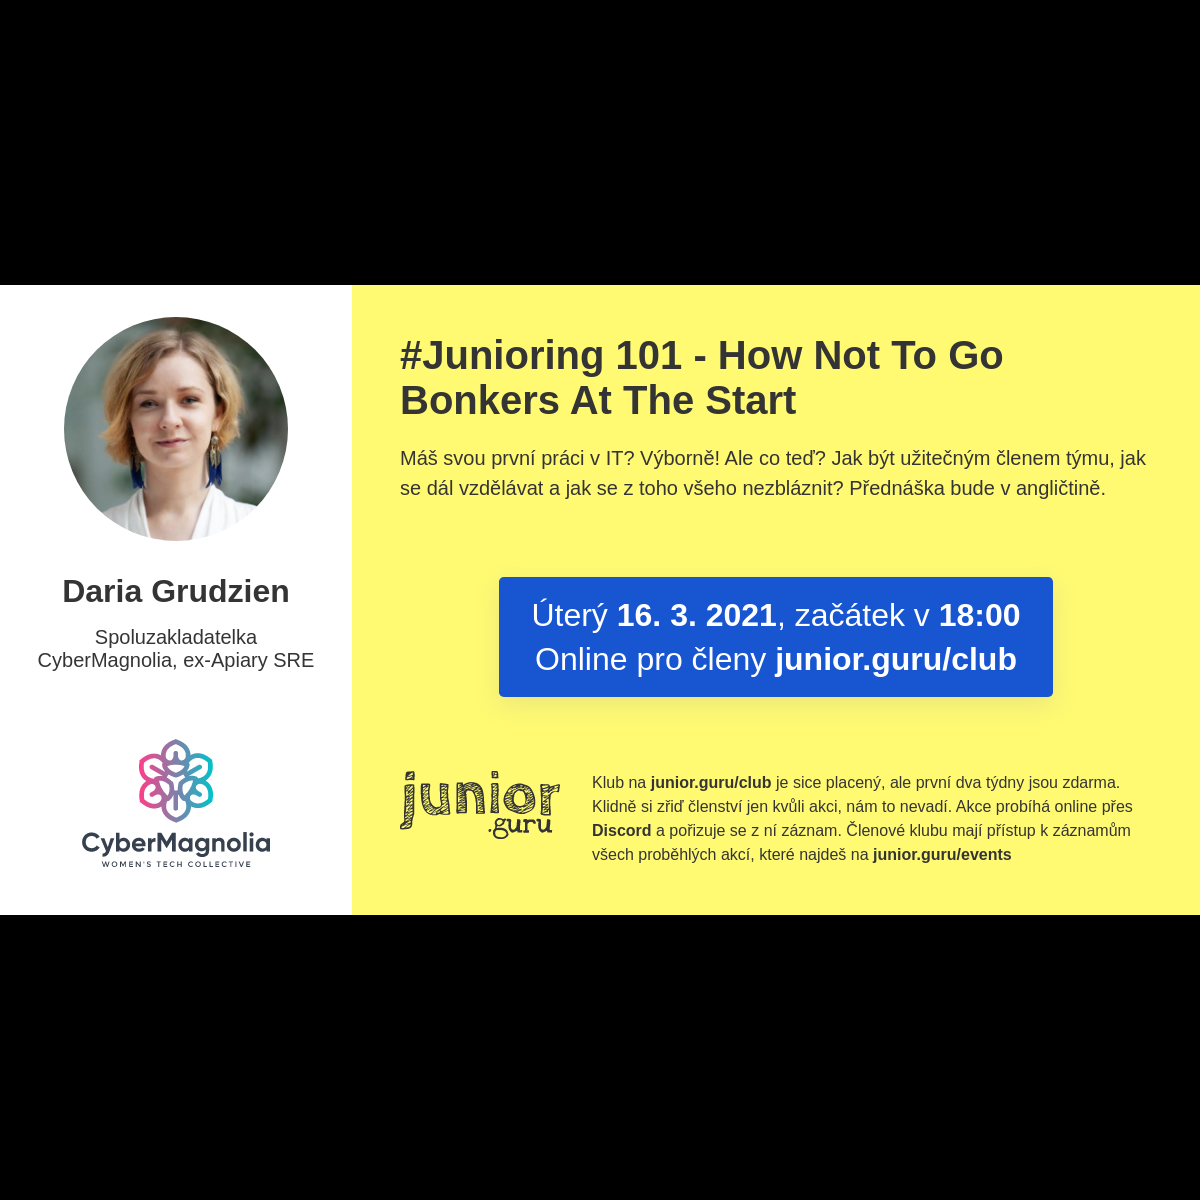 Daria Grudzien
Spoluzakladatelka
CyberMagnolia, ex-Apiary SRE
CyberMagnolia
WOMEN'S TECH COLLECTIVE
#Junioring 101 - How Not To Go
Bonkers At The Start
Máš svou první práci v IT? Výborně! Ale co teď? Jak být užitečným členem týmu, jak
se dál vzdělávat a jak se z toho všeho nezbláznit? Přednáška bude v angličtině.
Úterý 16. 3. 2021, začátek v 18:00
Online pro členy junior.guru/club
junior
.guru
Klub na junior.guru/club je sice placený, ale první dva týdny jsou zdarma.
Klidně si zřiď členství jen kvůli akci, nám to nevadí. Akce probíhá online přes
Discord a pořizuje se z ní záznam. Členové klubu mají přístup k záznamům
všech proběhlých akcí, které najdeš na junior.guru/events